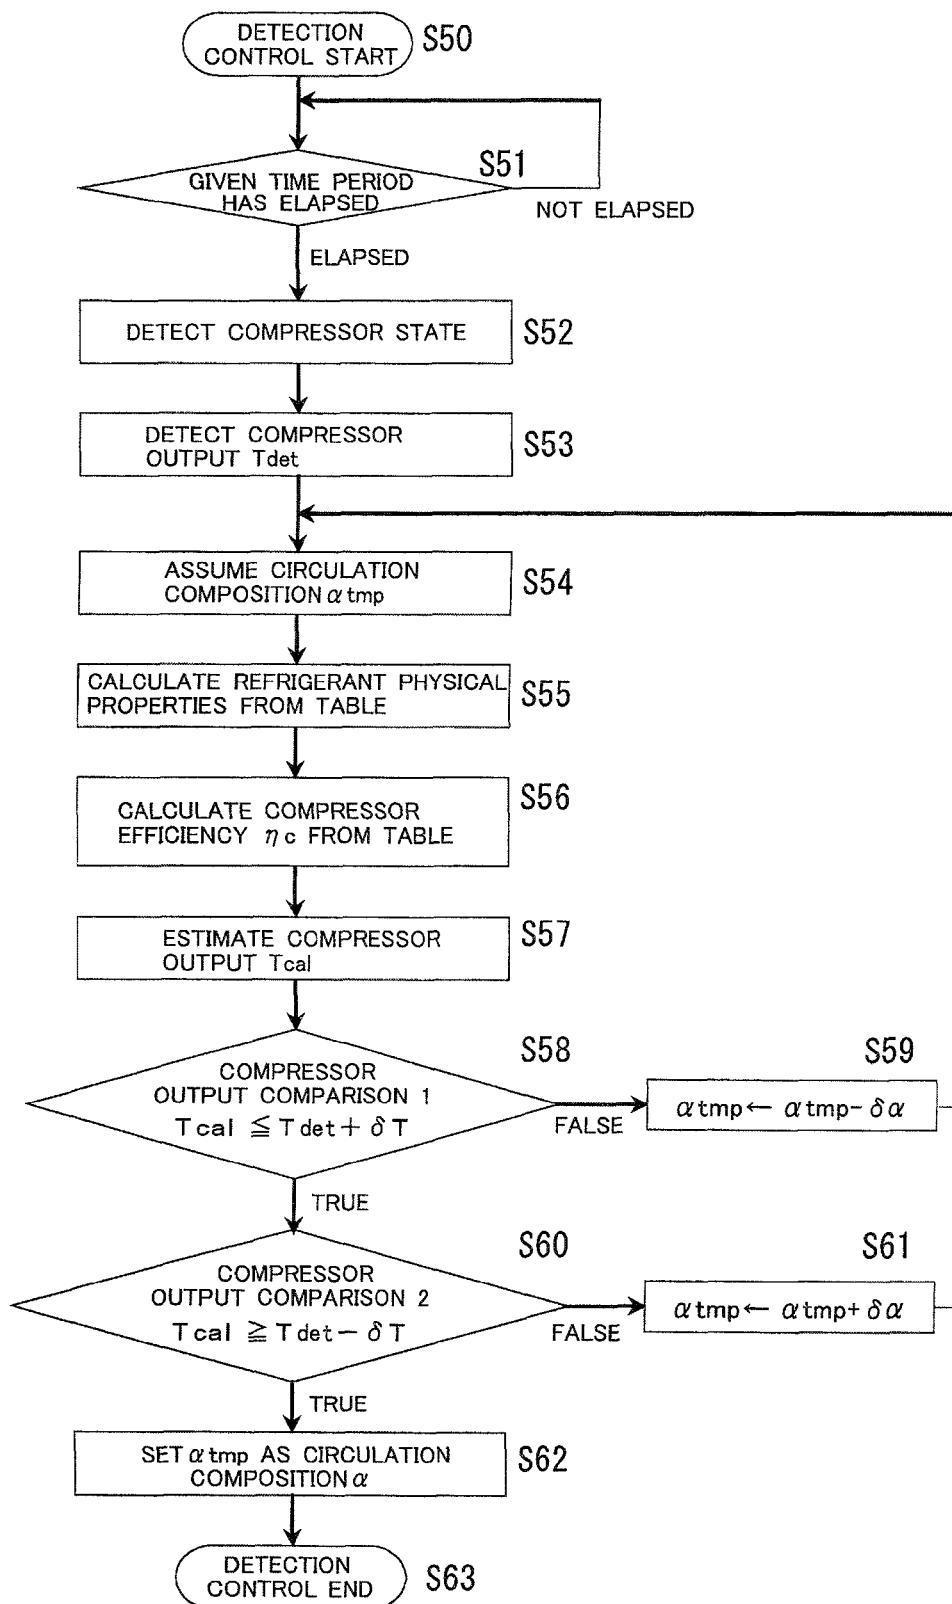 DETECTION
CONTROL START
S50
S51
GIVEN TIME PERIOD
HAS ELAPSED
NOT ELAPSED
ELAPSED
DETECT COMPRESSOR STATE
S52
DETECT COMPRESSOR
OUTPUT Tdet
S53
ASSUME CIRCULATION
COMPOSITION α tmp
S54
CALCULATE REFRIGERANT PHYSICAL
PROPERTIES FROM TABLE
S55
CALCULATE COMPRESSOR
EFFICIENCY ηc FROM TABLE
S56
ESTIMATE COMPRESSOR
OUTPUT Tcal
S57
COMPRESSOR
OUTPUT COMPARISON 1
Tcal ≦ Tdet + δT
S58
FALSE
S59
αtmp← αtmp- δα
TRUE
COMPRESSOR
OUTPUT COMPARISON 2
Tcal ≧ Tdet - δT
S60
FALSE
S61
αtmp← αtmp+ δα
TRUE
SET αtmp AS CIRCULATION
COMPOSITION α
S62
DETECTION
CONTROL END
S63